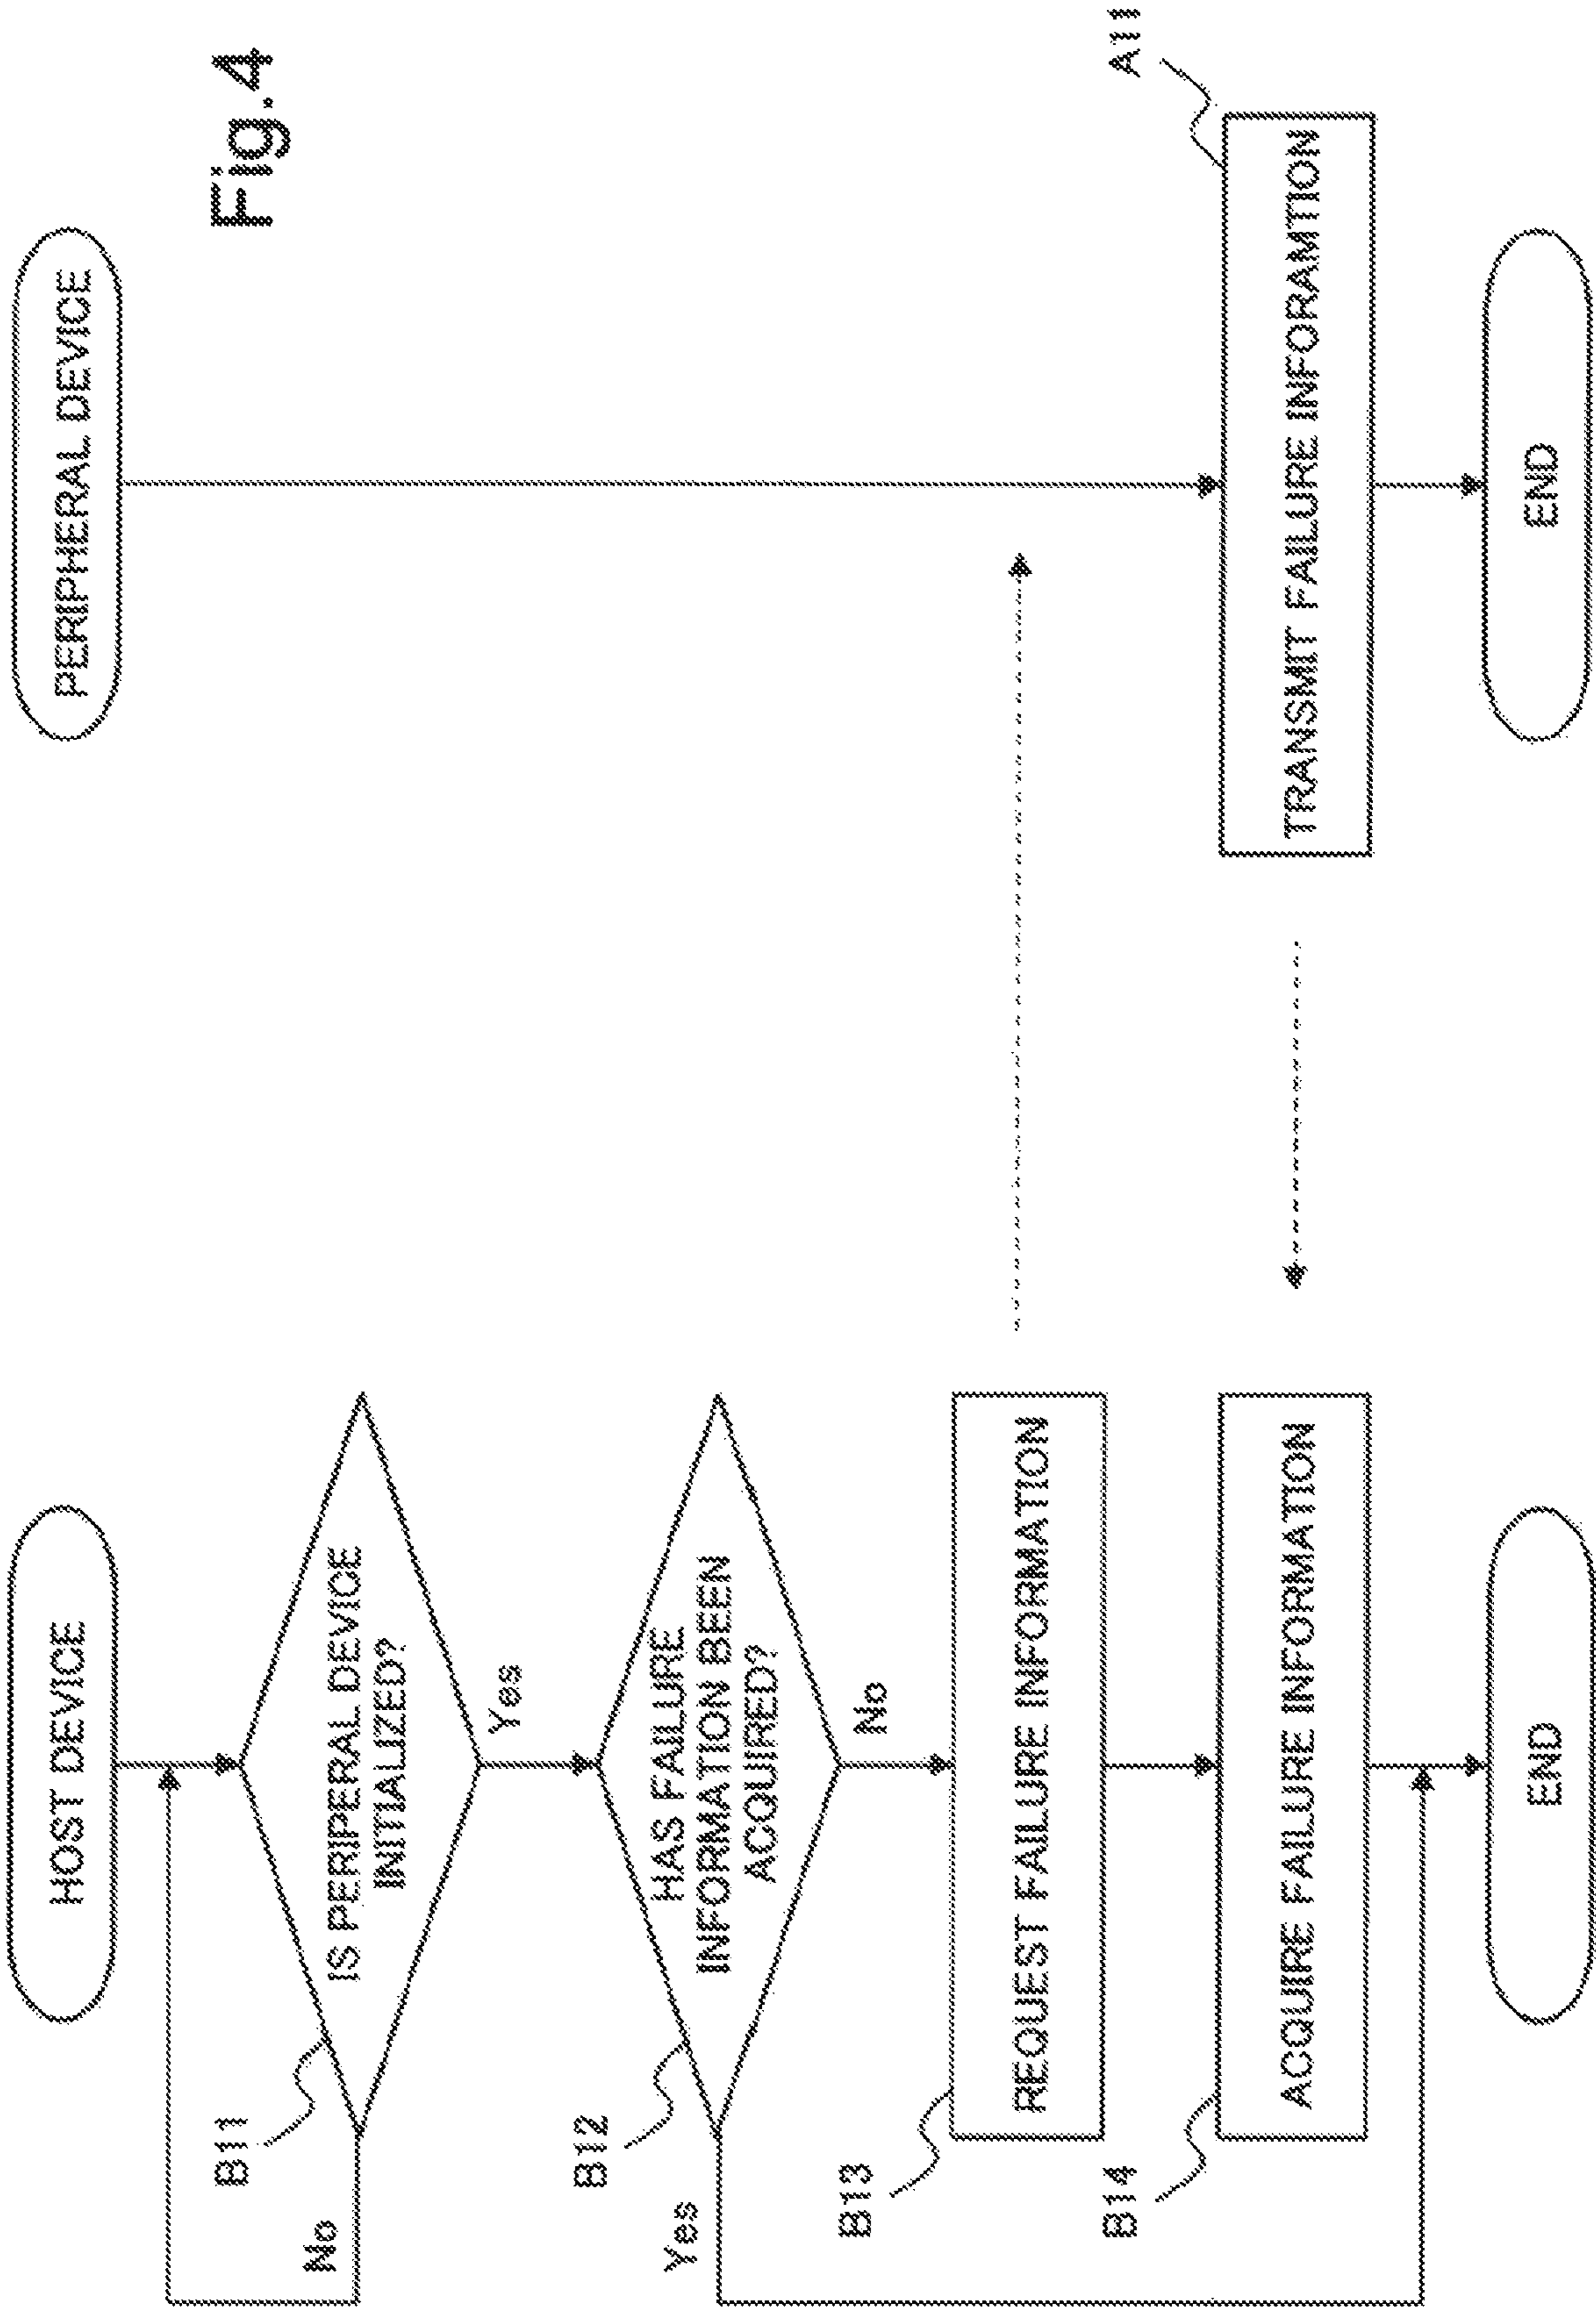 Fig.4
HOST DEVICE
B11
IS PERIPERAL DEVICE
INITIALIZED?
No
Yes
B12
HAS FAILURE
INFORMATION BEEN
ACQUIRED?
Yes
No
B13
REQUEST FAILURE INFORMATION
B14
ACQUIRE FAILURE INFORMATION
END
PERIPHERAL DEVICE
A11
TRANSMIT FAILURE INFORAMTION
END